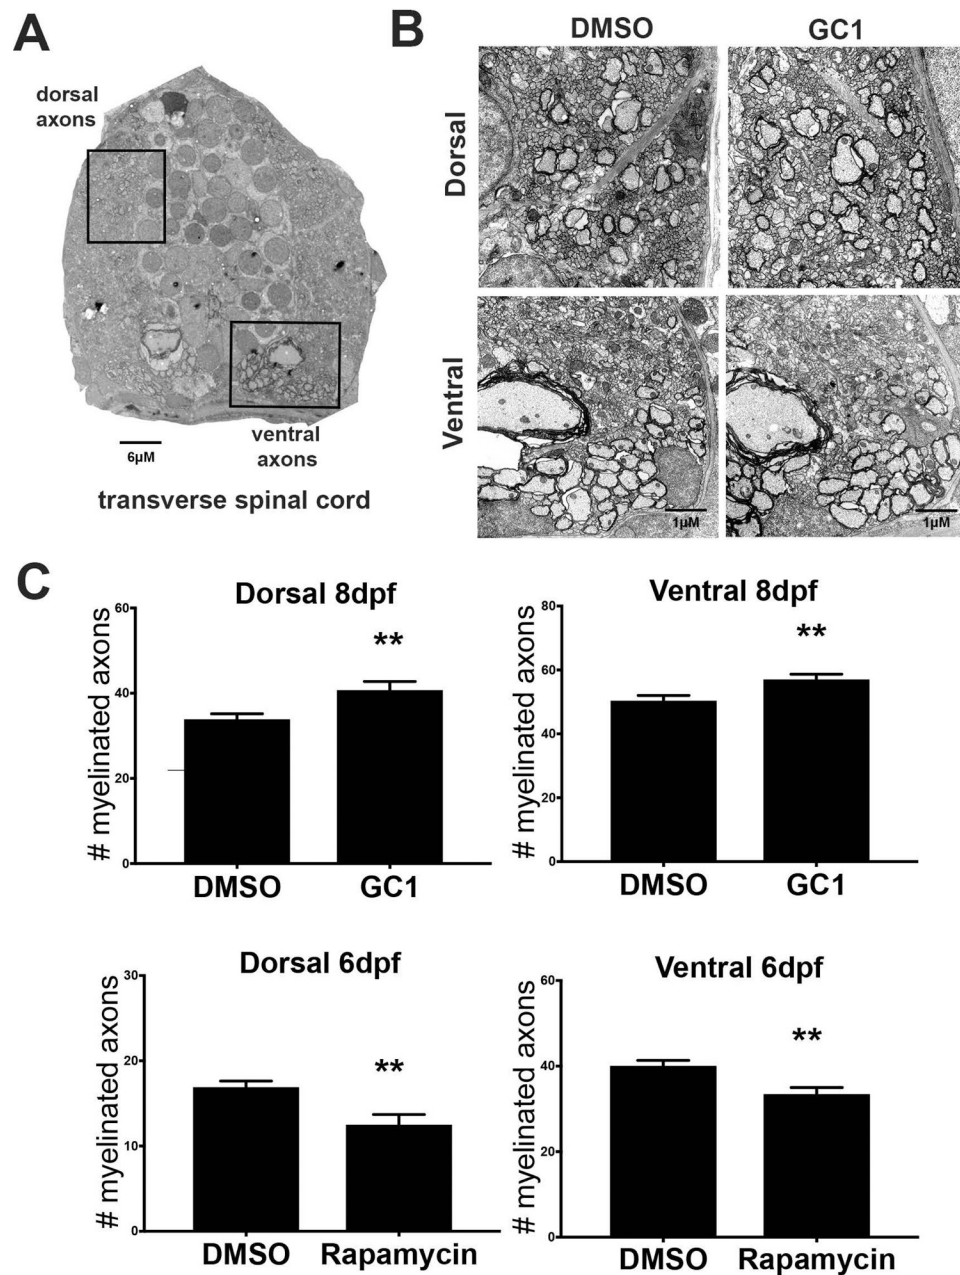 A
dorsal
axons
6µM
ventral
axons
transverse spinal cord
B
DMSO
GC1
Dorsal
Ventral
1µM
1µM
C
Dorsal 8dpf
# myelinated axons
60
40
20
0
DMSO
GC1
**
Ventral 8dpf
# myelinated axons
80
60
40
20
0
DMSO
GC1
**
Dorsal 6dpf
# myelinated axons
30
20
10
0
DMSO
Rapamycin
**
Ventral 6dpf
# myelinated axons
60
40
20
0
DMSO
Rapamycin
**